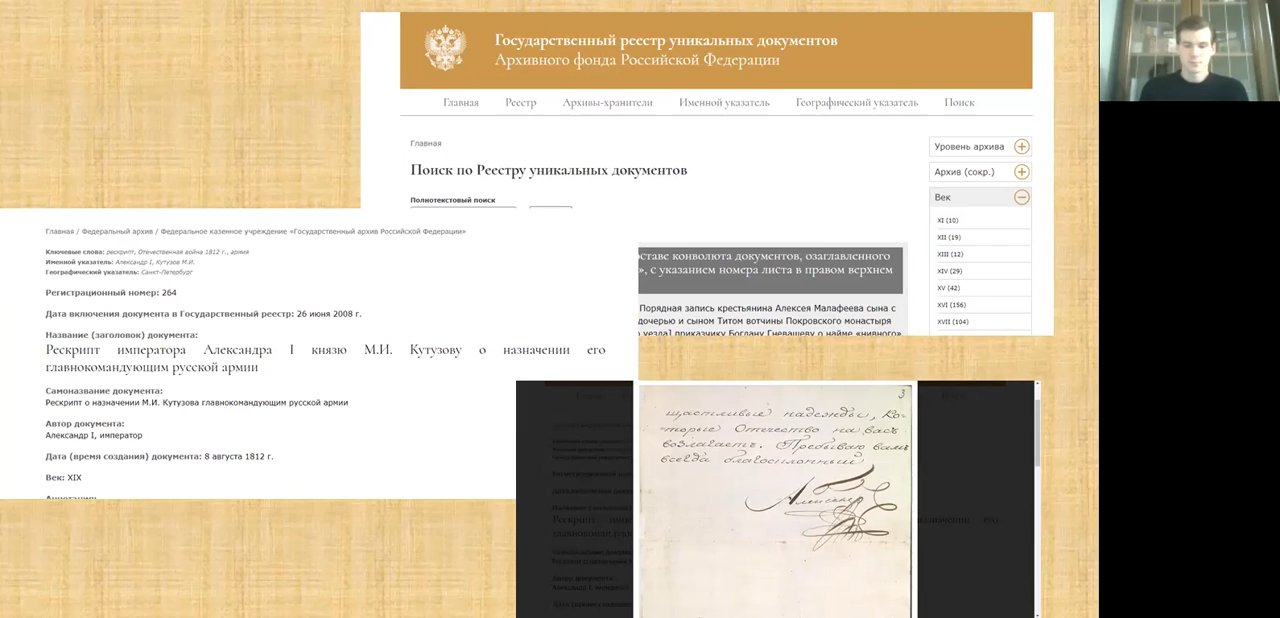 Государственный реестр уникальных документов
Архивного фонда Российской Федерации
Главная Реестр Архивы-хранители Именной указатель Географический указатель Поиск
Главная
Поиск по Реестру уникальных документов
Полнотекстовый поиск
Уровень архива
Архив (сокр.)
Век
XI (10)
XII (19)
XIII (12)
XIV (29)
XV (42)
XVI (156)
XVII (104)
ставе конволюта документов, озаглавленного
», с указанием номера листа в правом верхнем
Порядная запись крестьянина Алексея Малафеева сына с
дочерью и сыном Титом вотчины Покровского монастыря
уезда] приказчику Богдану Гневашеву о найме «нивного»
Главная / Федеральный архив / Федеральное казенное учреждение «Государственный архив Российской Федерации»
Ключевые слова: рескрипт, Отечественная война 1812 г., армия
Именной указатель: Александр I, Кутузов М.И.
Географический указатель: Санкт-Петербург
Регистрационный номер: 264
Дата включения документа в Государственный реестр: 26 июня 2008 г.
Название (заголовок) документа:
Рескрипт императора Александра I князю М.И. Кутузову о назначении его
главнокомандующим русской армии
Самоназвание документа:
Рескрипт о назначении М.И. Кутузова главнокомандующим русской армии
Автор документа:
Александр I, император
Дата (время создания) документа: 8 августа 1812 г.
Век: XIX
Аннотация:
3
щастливые надежды, ко-
торые Отечество на васъ
возлагаетъ. Пребываю вамъ
всегда благосклонный
Александр